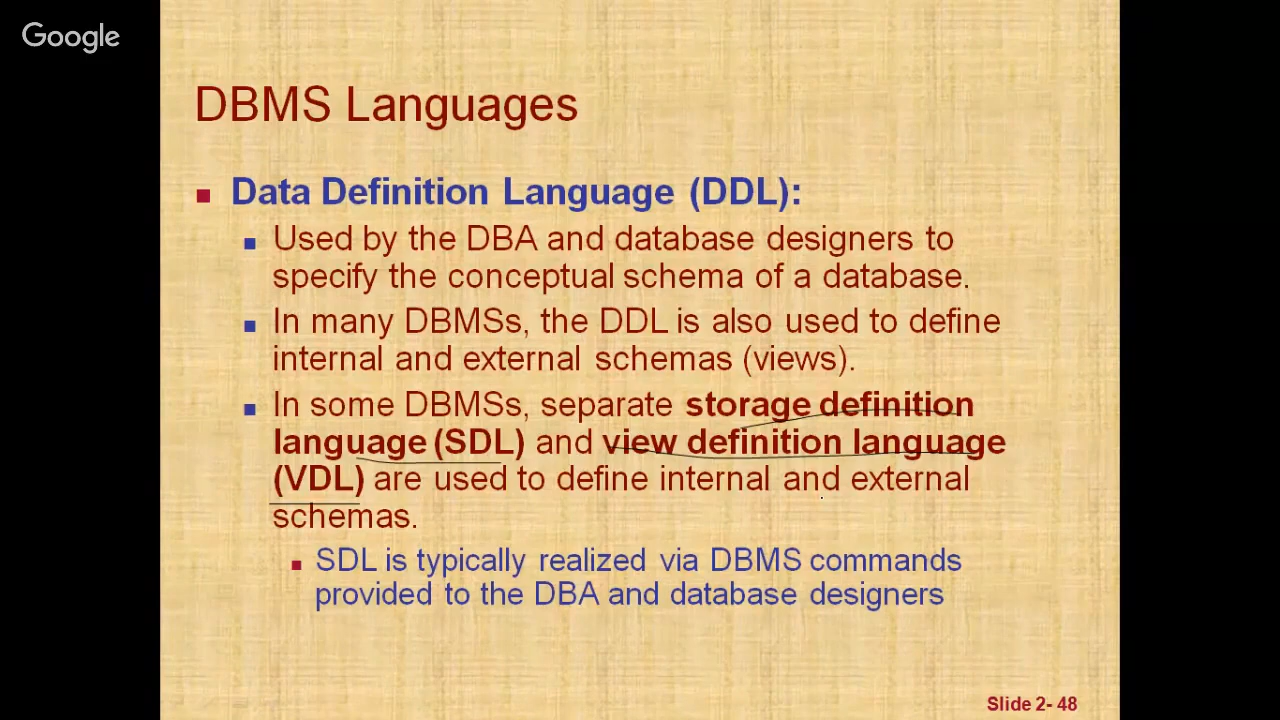 Google
DBMS Languages
Data Definition Language (DDL):
Used by the DBA and database designers to
specify the conceptual schema of a database.
In many DBMSs, the DDL is also used to define
internal and external schemas (views).
In some DBMSs, separate storage definition
language (SDL) and view definition language
(VDL) are used to define internal and external
schemas.
SDL is typically realized via DBMS commands
provided to the DBA and database designers
Slide 2- 48